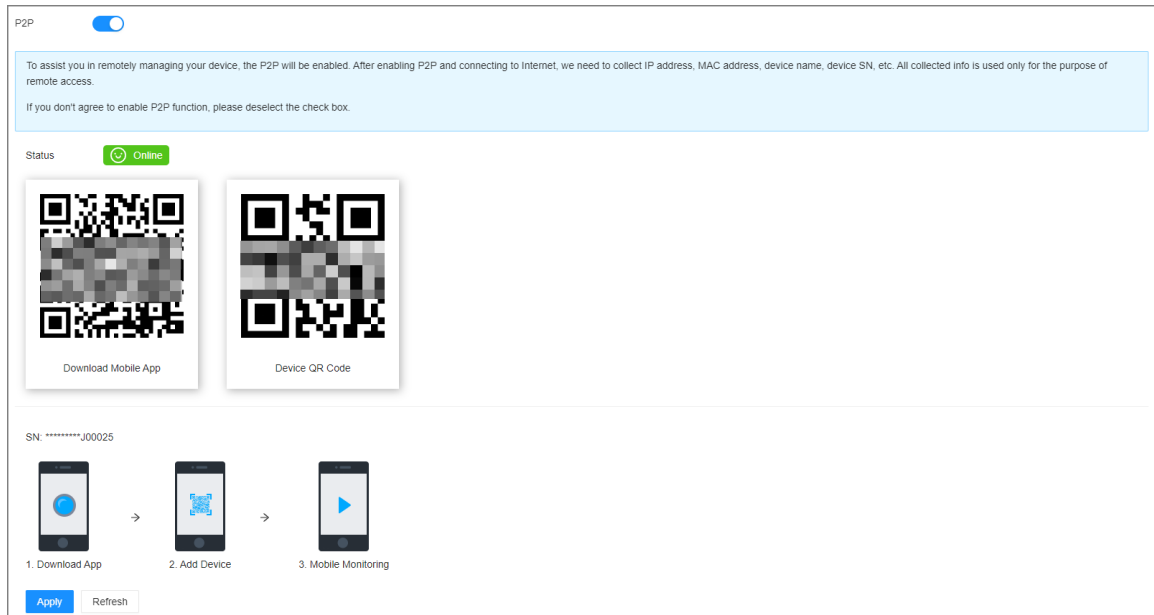 P2P
To assist you in remotely managing your device, the P2P will be enabled. After enabling P2P and connecting to Internet, we need to collect IP address, MAC address, device name, device SN, etc. All collected info is used only for the purpose of
remote access.
If you don't agree to enable P2P function, please deselect the check box.
Status
Online
Download Mobile App
Device QR Code
SN: *********J00025
1. Download App
2. Add Device
3. Mobile Monitoring
Apply
Refresh